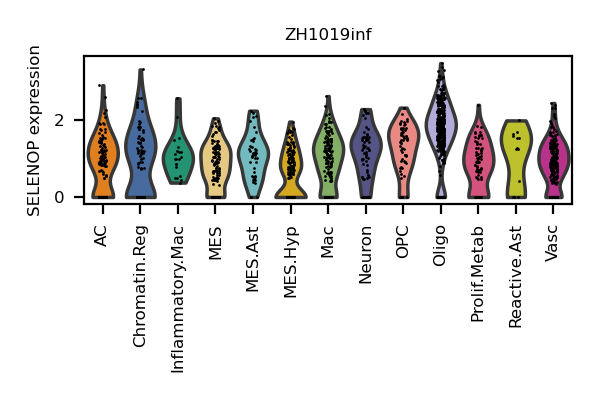 ZH1019inf
SELENOP expression
2
0
AC
Chromatin.Reg
Inflammatory.Mac
MES
MES.Ast
MES.Hyp
Mac
Neuron
OPC
Oligo
Prolif.Metab
Reactive.Ast
Vasc